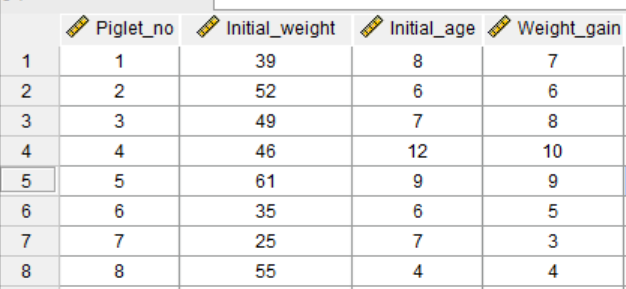 Piglet_no Initial_weight Initial_age Weight_gain
1 1 39 8 7
2 2 52 6 6
3 3 49 7 8
4 4 46 12 10
5 5 61 9 9
6 6 35 6 5
7 7 25 7 3
8 8 55 4 4